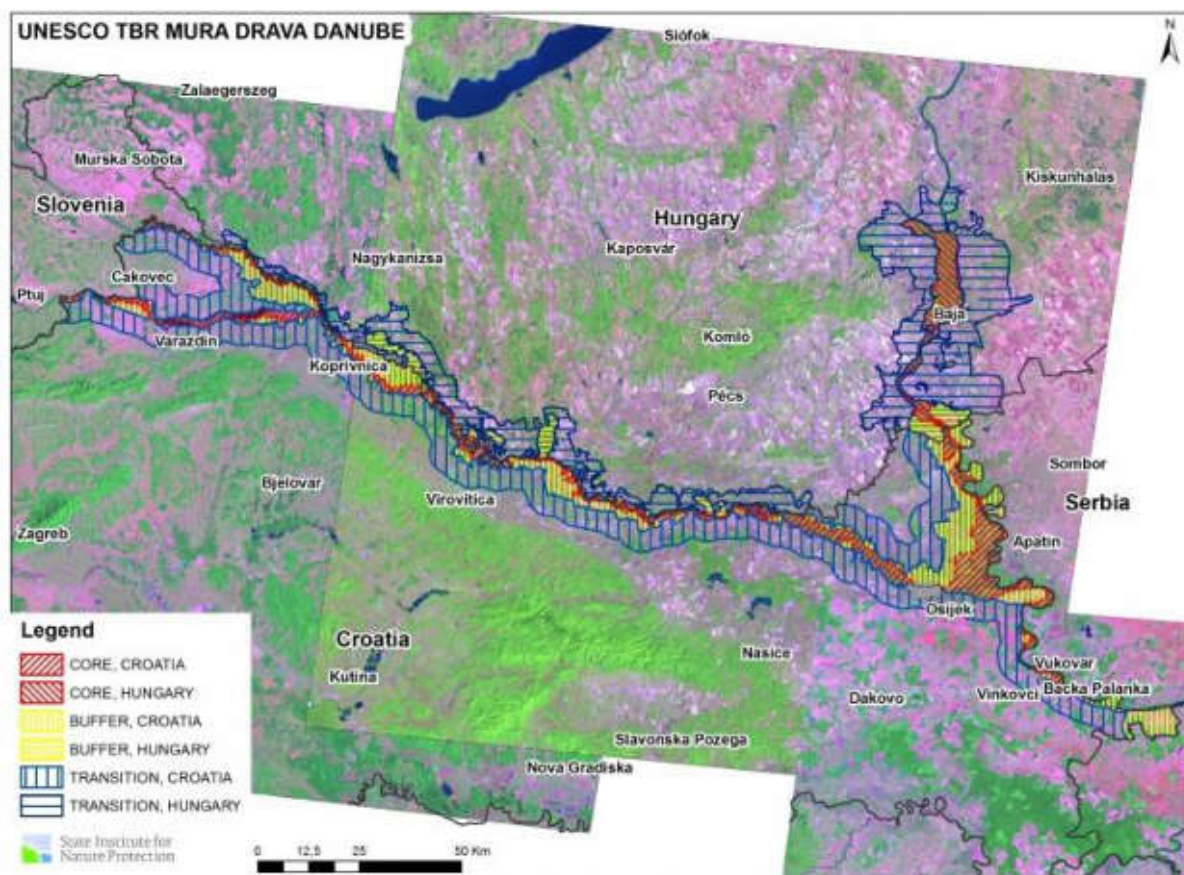 UNESCO TBR MURA DRAVA DANUBE
Siófok
N
Zalaegerszeg
Murska Sobota
Kiskunhalas
Slovenia
Hungary
Kaposvár
Nagykanizsa
Cakovec
Ptuj
Baja
Varazdin
Komló
Koprivnica
Pécs
Sombor
Bjelovar
Virovitica
Serbia
Zagreb
Apatin
Osijek
Legend
Croatia
Nasice
CORE, CROATIA
Kutina
Vukovar
CORE, HUNGARY
Dakovo
Vinkovci
Backa Palanka
BUFFER, CROATIA
Slavonska Pozega
BUFFER, HUNGARY
Nova Gradiska
TRANSITION, CROATIA
TRANSITION, HUNGARY
State Institute for
Nature Protection
0 12,5 25 50 Km